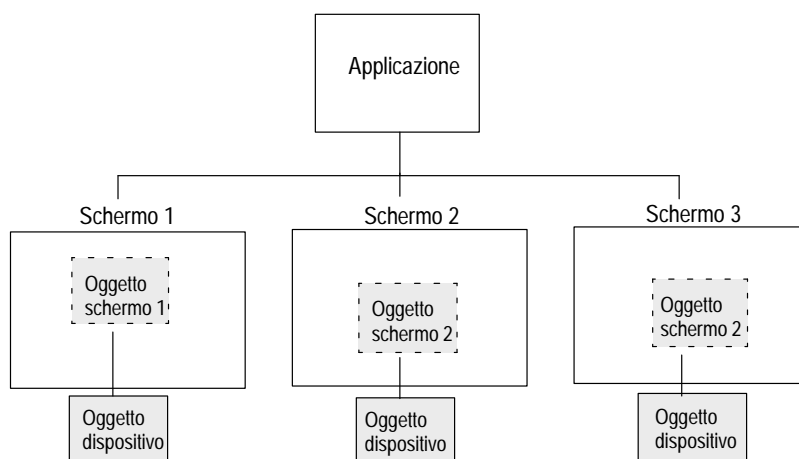 Applicazione
Schermo 1
Schermo 2
Schermo 3
Oggetto
schermo 1
Oggetto
schermo 2
Oggetto
schermo 2
Oggetto
dispositivo
Oggetto
dispositivo
Oggetto
dispositivo